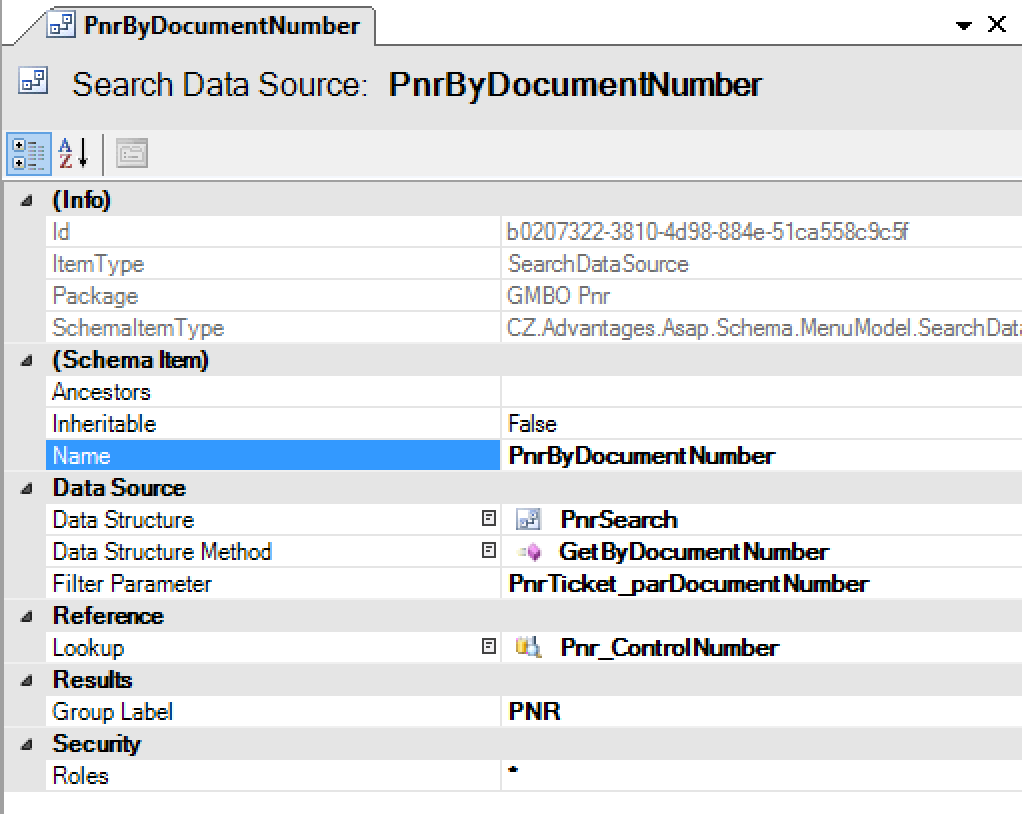 PnrByDocumentNumber
Search Data Source: PnrByDocumentNumber
(Info)
Id b0207322-3810-4d98-884e-51ca558c9c5f
ItemType SearchDataSource
Package GMBO Pnr
SchemaItemType CZ.Advantages.Asap.Schema.MenuModel.SearchData
(Schema Item)
Ancestors
Inheritable False
Name PnrByDocumentNumber
Data Source
Data Structure PnrSearch
Data Structure Method GetByDocumentNumber
Filter Parameter PnrTicket_parDocumentNumber
Reference
Lookup Pnr_ControlNumber
Results
Group Label PNR
Security
Roles *